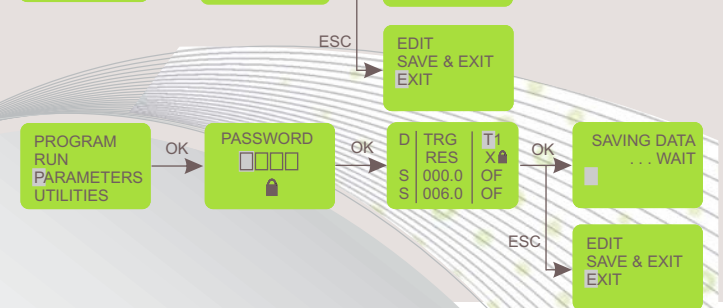 ESC
EDIT
SAVE & EXIT
EXIT
PROGRAM
RUN
PARAMETERS
UTILITIES
OK
PASSWORD
OK
D TRG T1
RES X
S 000.0 OF
S 006.0 OF
OK
SAVING DATA
. . . WAIT
ESC
EDIT
SAVE & EXIT
EXIT